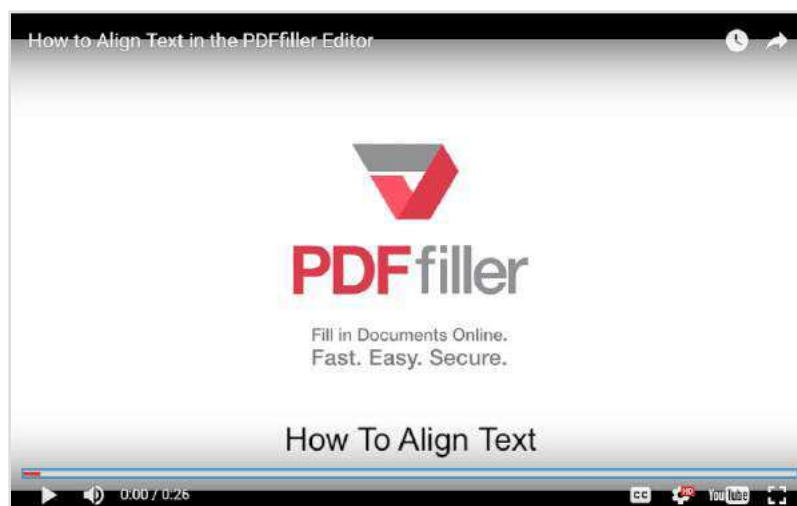 How to Align Text in the PDFfiller Editor
PDFfiller
Fill in Documents Online.
Fast. Easy. Secure.
How To Align Text
0:00 / 0:26
CC
HD
YouTube